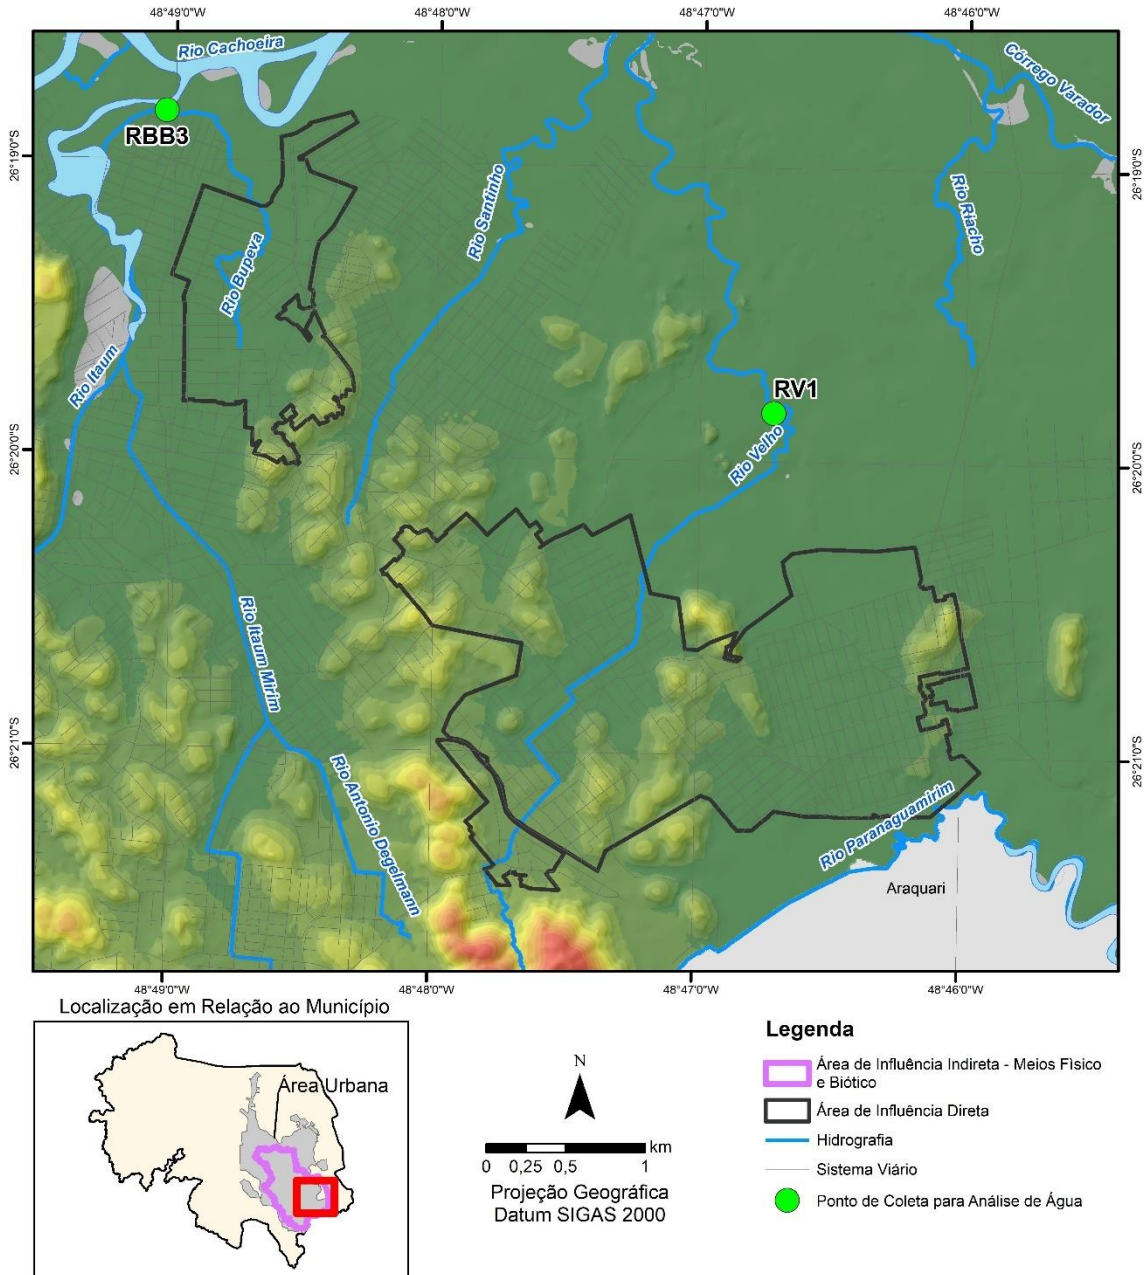 48°49'0"W
48°48'0"W
48°47'0"W
48°46'0"W
Rio Cachoeira
Córrego Varador
RBB3
26°19'0"S
26°19'0"S
Rio Santinho
Rio Riacho
Rio Bupeva
Rio Itaum
RV1
Rio Velho
26°20'0"S
26°20'0"S
Rio Itaum Mirim
26°21'0"S
26°21'0"S
Rio Antonio Degelmann
Rio Paranaguamirim
Araquari
48°49'0"W
48°48'0"W
48°47'0"W
48°46'0"W
Localização em Relação ao Município
Área Urbana
N
km
0 0,25 0,5 1
Projeção Geográfica
Datum SIGAS 2000
Legenda
Área de Influência Indireta - Meios Fìsico
e Biótico
Área de Influência Direta
Hidrografia
Sistema Viário
Ponto de Coleta para Análise de Água